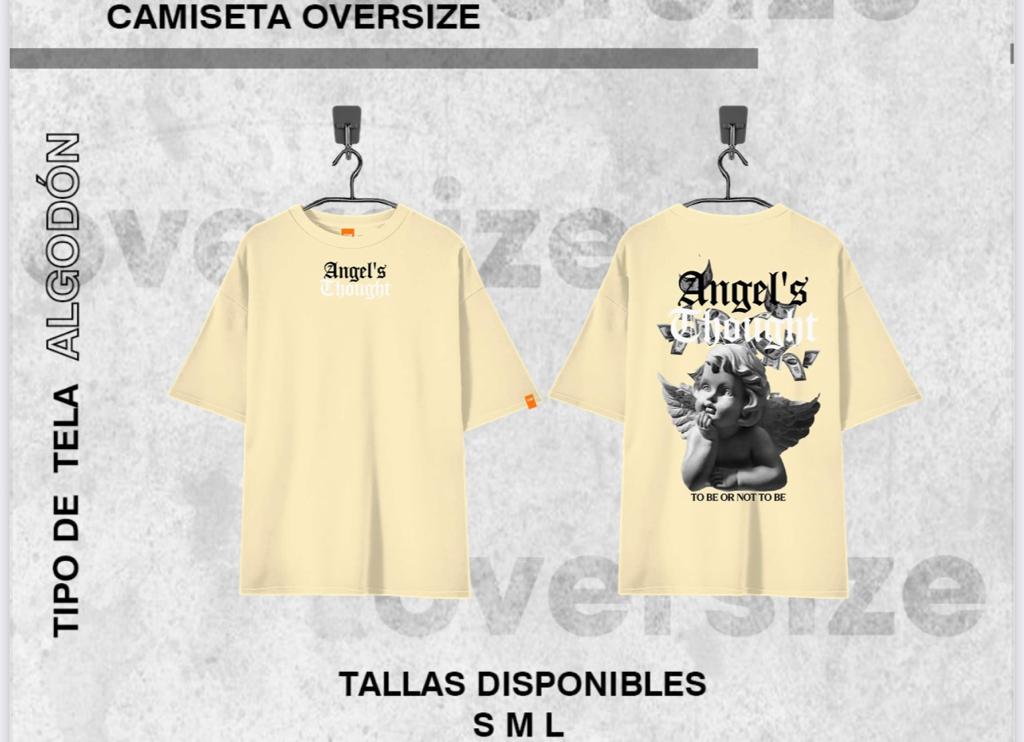 CAMISETA OVERSIZE
oversize
TIPO DE TELA ALGODÓN
Angel's
Thought
Angel's
Thought
TO BE OR NOT TO BE
oversize
TALLAS DISPONIBLES
S M L